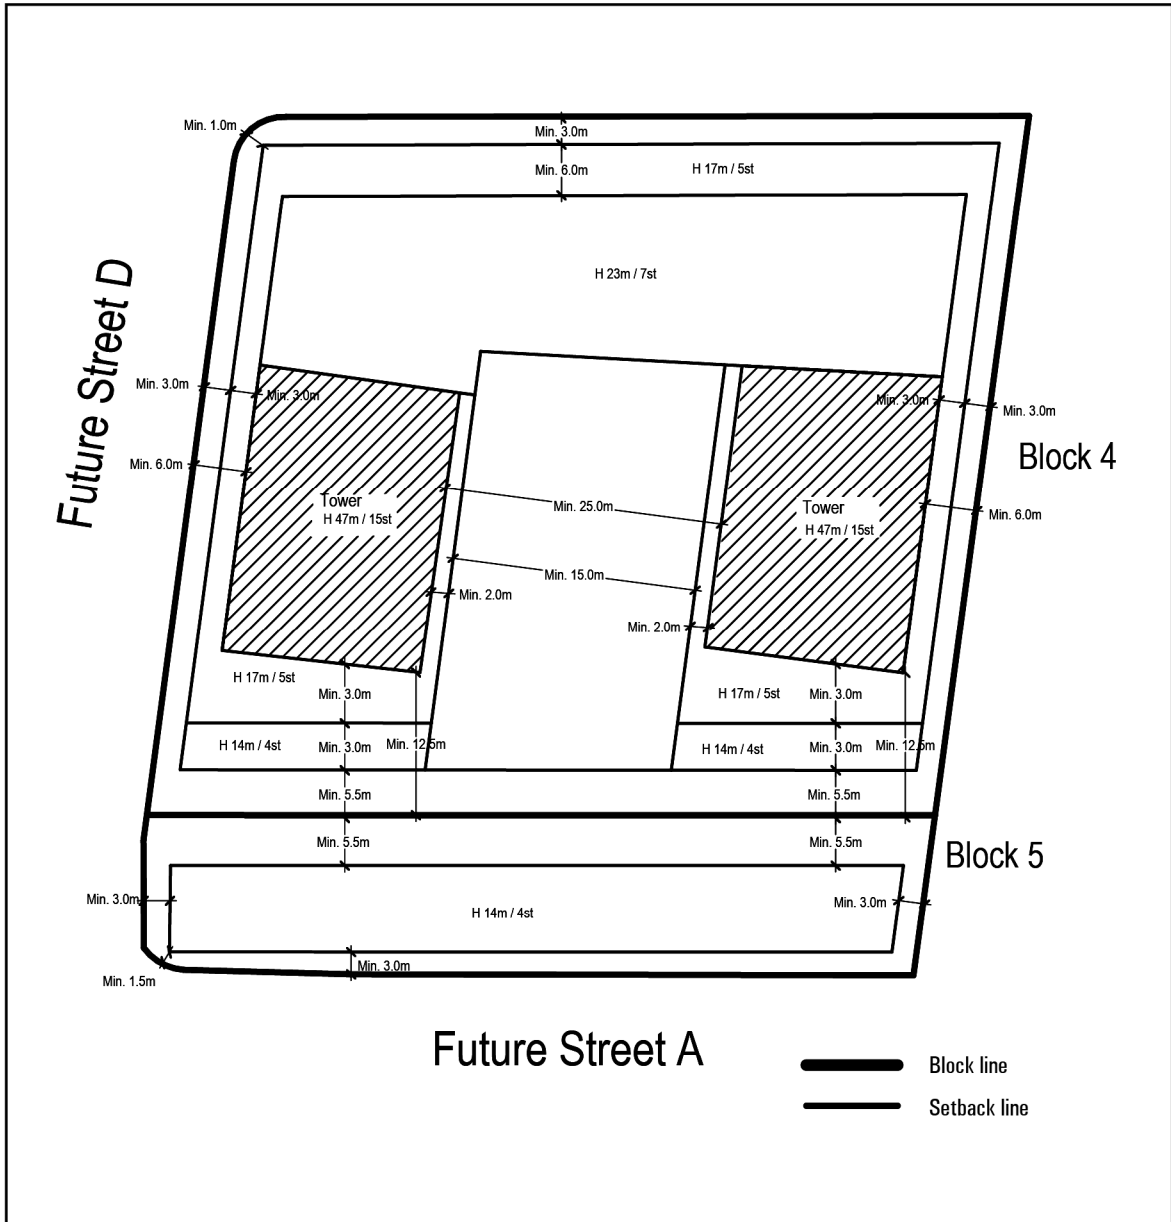 Min. 1.0m
Min. 3.0m
Min. 6.0m
H 17m / 5st
H 23m / 7st
Future Street D
Min. 3.0m
Min. 3.0m
Min. 3.0m
Min. 3.0m
Block 4
Min. 6.0m
Tower
H 47m / 15st
Min. 25.0m
Tower
H 47m / 15st
Min. 6.0m
Min. 15.0m
Min. 2.0m
Min. 2.0m
H 17m / 5st
Min. 3.0m
H 17m / 5st
Min. 3.0m
H 14m / 4st
Min. 3.0m
Min. 12.5m
H 14m / 4st
Min. 3.0m
Min. 12.5m
Min. 5.5m
Min. 5.5m
Min. 5.5m
Min. 5.5m
Block 5
Min. 3.0m
H 14m / 4st
Min. 3.0m
Min. 3.0m
Min. 1.5m
Future Street A
Block line
Setback line